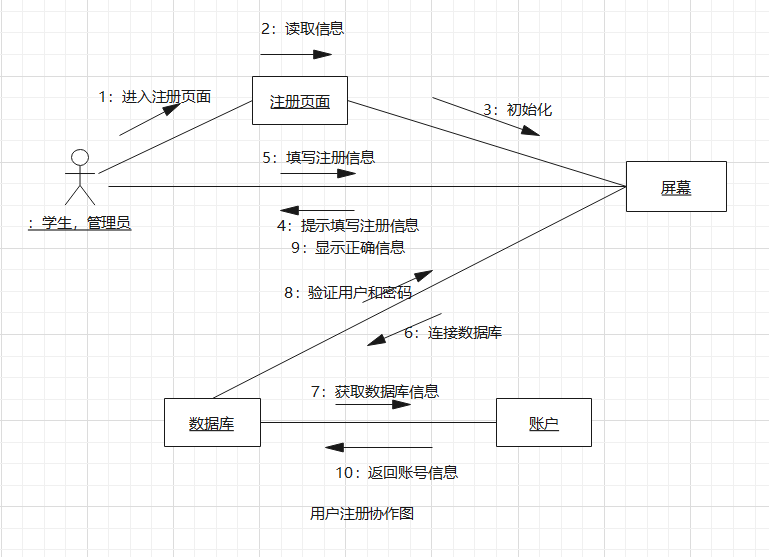 2：读取信息
1：进入注册页面
注册页面
3：初始化
5：填写注册信息
屏幕
：学生，管理员
4：提示填写注册信息
9：显示正确信息
8：验证用户和密码
6：连接数据库
7：获取数据库信息
数据库
账户
10：返回账号信息
用户注册协作图